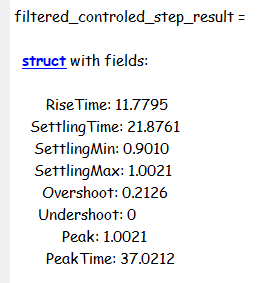 filtered_controled_step_result =
struct with fields:
RiseTime: 11.7795
SettlingTime: 21.8761
SettlingMin: 0.9010
SettlingMax: 1.0021
Overshoot: 0.2126
Undershoot: 0
Peak: 1.0021
PeakTime: 37.0212